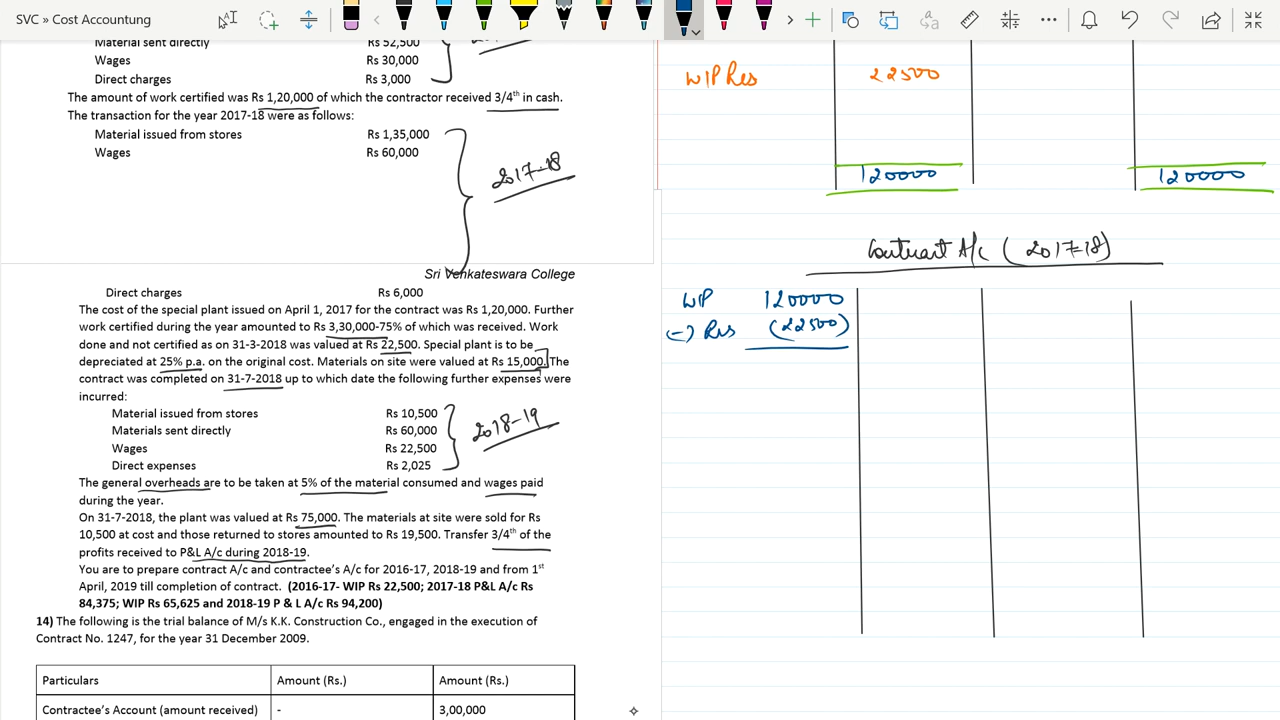 SVC » Cost Accountung
Material sent directly Rs 52,500
Wages Rs 30,000
Direct charges Rs 3,000
The amount of work certified was Rs 1,20,000 of which the contractor received 3/4th in cash.
The transaction for the year 2017-18 were as follows:
Material issued from stores Rs 1,35,000
Wages Rs 60,000
2017-18
Sri Venkateswara College
Direct charges Rs 6,000
The cost of the special plant issued on April 1, 2017 for the contract was Rs 1,20,000. Further
work certified during the year amounted to Rs 3,30,000-75% of which was received. Work
done and not certified as on 31-3-2018 was valued at Rs 22,500. Special plant is to be
depreciated at 25% p.a. on the original cost. Materials on site were valued at Rs 15,000. The
contract was completed on 31-7-2018 up to which date the following further expenses were
incurred:
Material issued from stores Rs 10,500
Materials sent directly Rs 60,000
Wages Rs 22,500
Direct expenses Rs 2,025
2018-19
The general overheads are to be taken at 5% of the material consumed and wages paid
during the year.
On 31-7-2018, the plant was valued at Rs 75,000. The materials at site were sold for Rs
10,500 at cost and those returned to stores amounted to Rs 19,500. Transfer 3/4th of the
profits received to P&L A/c during 2018-19.
You are to prepare contract A/c and contractee's A/c for 2016-17, 2018-19 and from 1st
April, 2019 till completion of contract. (2016-17- WIP Rs 22,500; 2017-18 P&L A/c Rs
84,375; WIP Rs 65,625 and 2018-19 P & L A/c Rs 94,200)
14) The following is the trial balance of M/s K.K. Construction Co., engaged in the execution of
Contract No. 1247, for the year 31 December 2009.
Particulars Amount (Rs.) Amount (Rs.)
Contractee's Account (amount received) - 3,00,000
WIP Res 22500
120000 120000
Contract A/c (2017-18)
WIP 120000
(-) Res (22500)